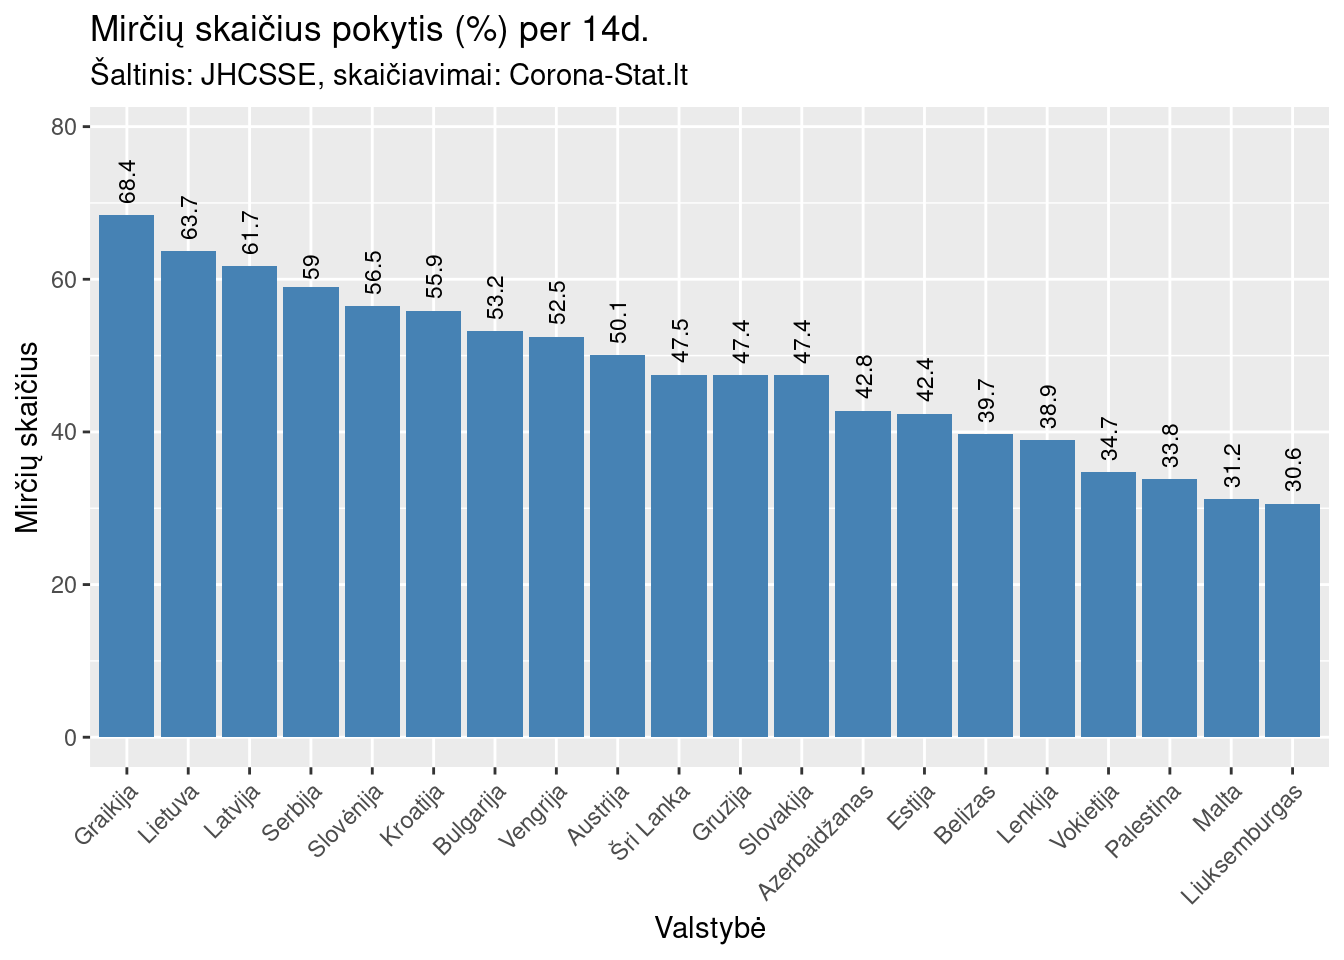 Mirčių skaičius pokytis (%) per 14d.
Šaltinis: JHCSSE, skaičiavimai: Corona-Stat.lt
Mirčių skaičius
80
60
40
20
0
68.4
63.7
61.7
59
56.5
55.9
53.2
52.5
50.1
47.5
47.4
47.4
42.8
42.4
39.7
38.9
34.7
33.8
31.2
30.6
Graikija
Lietuva
Latvija
Serbija
Slovėnija
Kroatija
Bulgarija
Vengrija
Austrija
Šri Lanka
Gruzija
Slovakija
Azerbaidžanas
Estija
Belizas
Lenkija
Vokietija
Palestina
Malta
Liuksemburgas
Valstybė